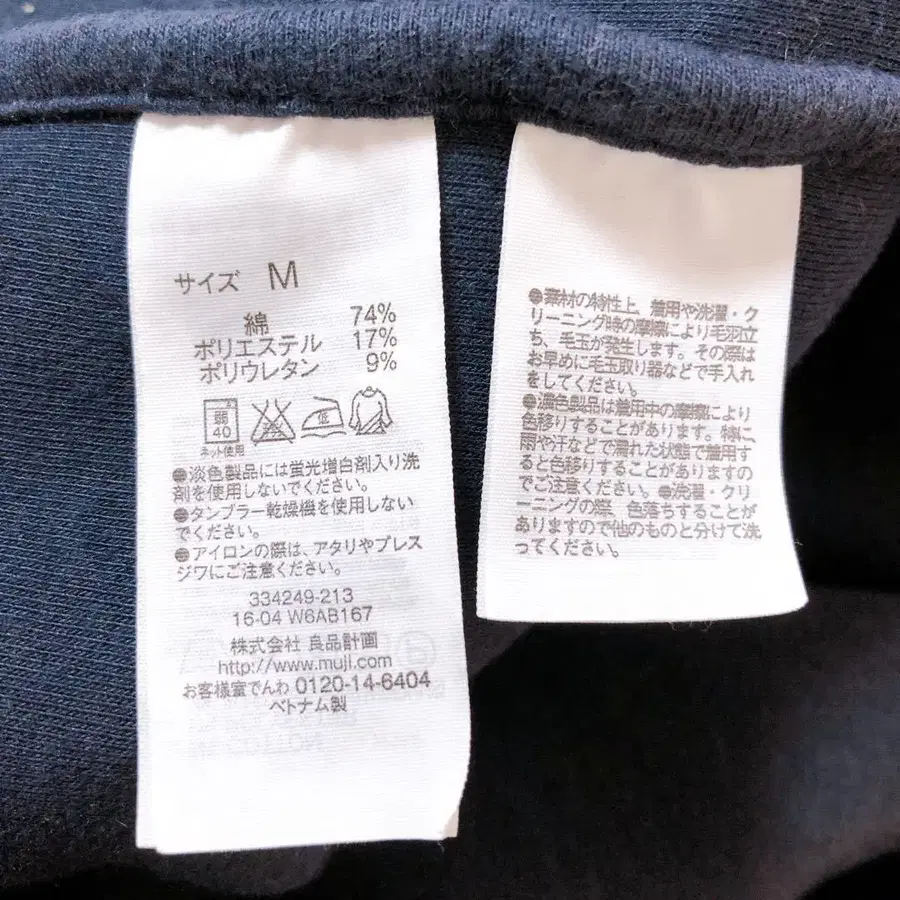 サイズ M
綿 74%
ポリエステル 17%
ポリウレタン 9%
弱
40
低
ネット使用
●淡色製品には蛍光増白剤入り洗
剤を使用しないでください。
●タンブラー乾燥機を使用しない
でください。
●アイロンの際は、アタリやプレス
ジワにご注意ください。
334249-213
16-04 W6AB167
株式会社 良品計画
http://www.muji.com
お客様室でんわ 0120-14-6404
ベトナム製
●素材の特性上、着用や洗濯・ク
リーニング時の摩擦により毛羽立
ち、毛玉が発生します。その際は
お早めに毛玉取り器などで手入れ
をしてください。
●濃色製品は着用中の摩擦により
色移りすることがあります。特に
雨や汗などで濡れた状態で着用す
ると色移りすることがありますの
でご注意ください。●洗濯・クリ
ーニングの際、色落ちすることが
ありますので他のものと分けて洗
ってください。